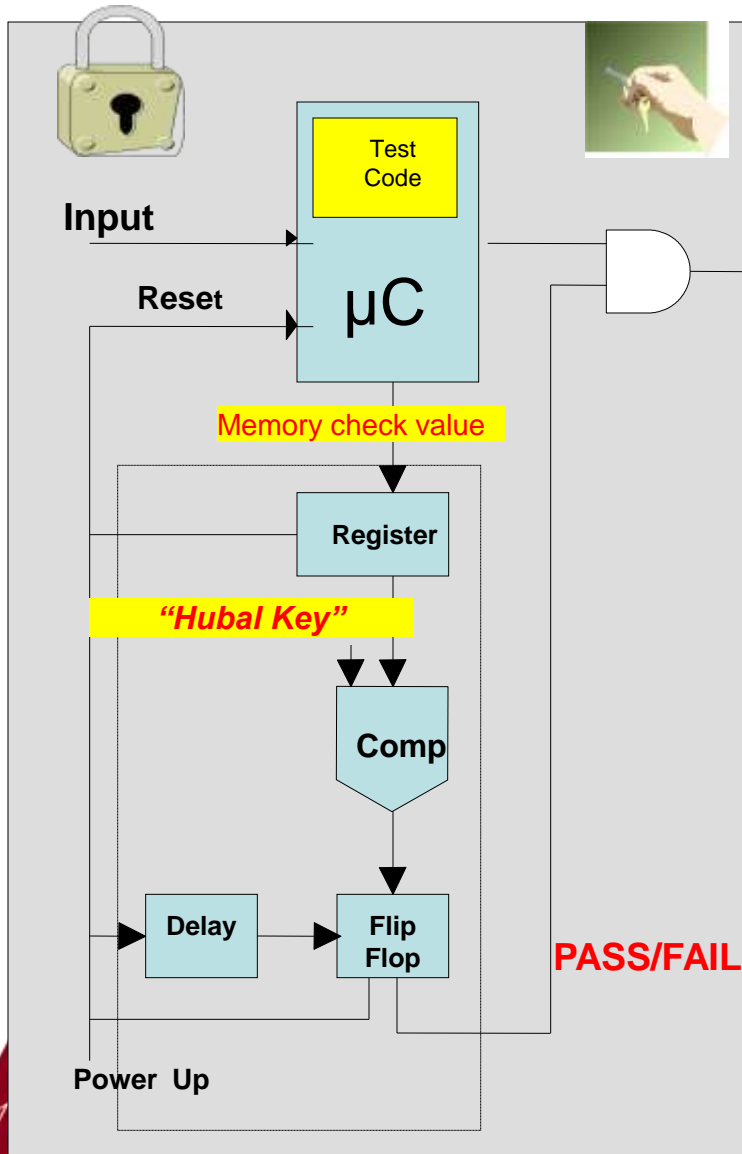 Test
Code
Input
Reset
µC
Memory check value
Register
“Hubal Key”
Comp
Delay
Flip
Flop
PASS/FAIL
Power Up